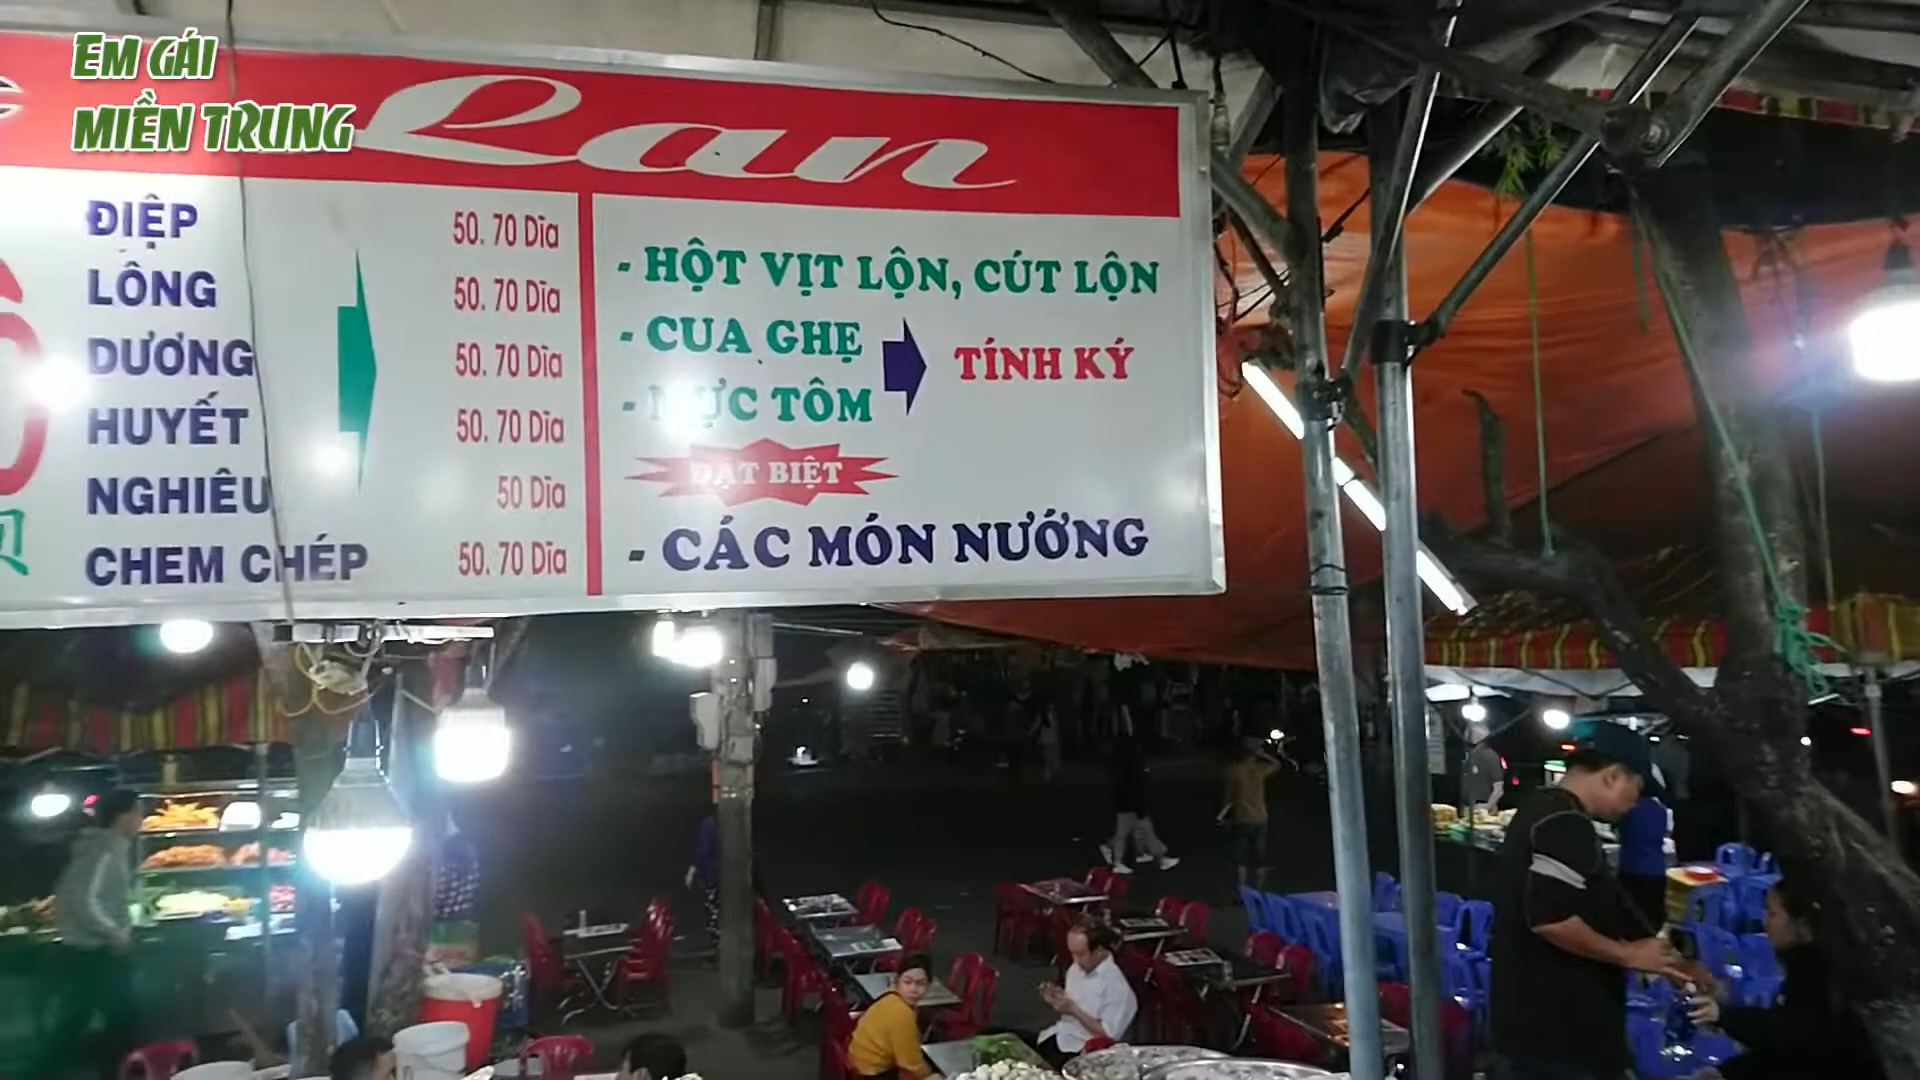 EM GÁI
MIỀN TRUNG
Lan
ĐIỆP 50. 70 Dĩa
LÔNG 50. 70 Dĩa
DƯƠNG 50. 70 Dĩa
HUYẾT 50. 70 Dĩa
NGHIÊU 50 Dĩa
CHEM CHÉP 50. 70 Dĩa
- HỘT VỊT LỘN, CÚT LỘN
- CUA GHẸ
- MỰC TÔM
TÍNH KÝ
ĐẶT BIỆT
- CÁC MÓN NƯỚNG